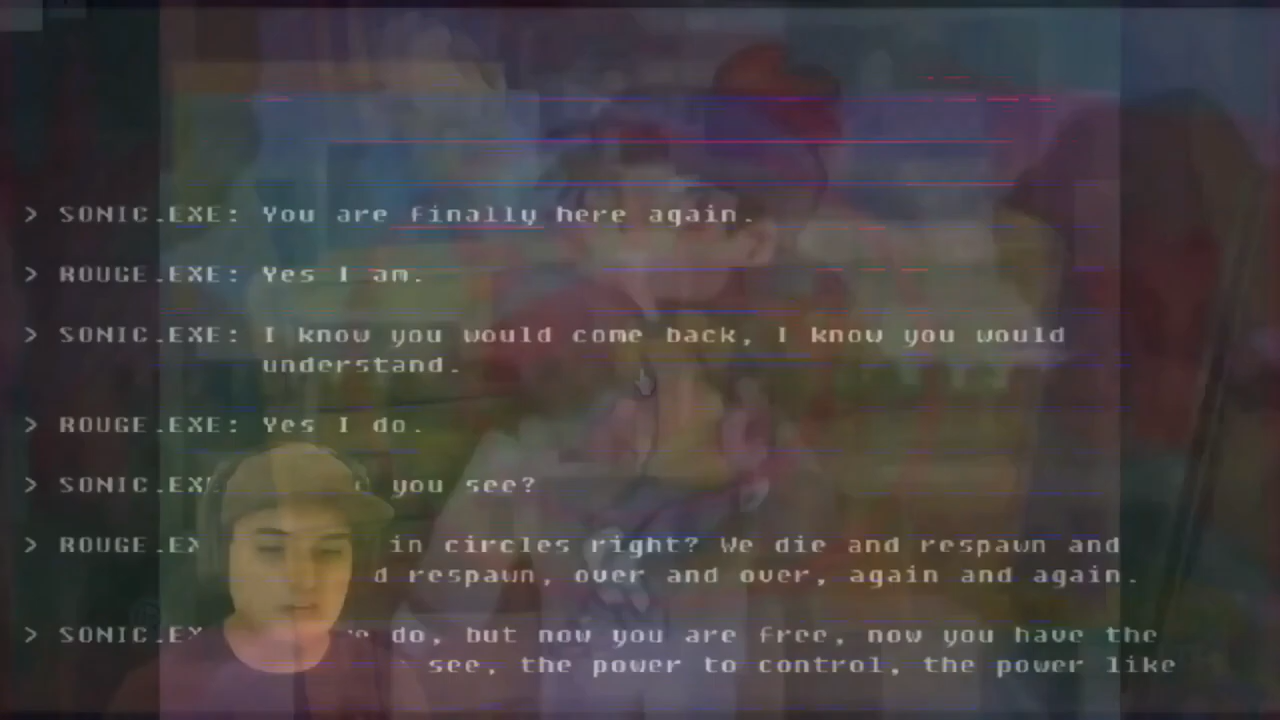 > SONIC.EXE: You are finally here again.
> ROUGE.EXE: Yes I am.
> SONIC.EXE: I know you would come back, I know you would
understand.
> ROUGE.EXE: Yes I do.
> SONIC.EX you see?
> ROUGE.EX in circles right? We die and respawn and
d respawn, over and over, again and again.
> SONIC.EX do, but now you are free, now you have the
see, the power to control, the power like